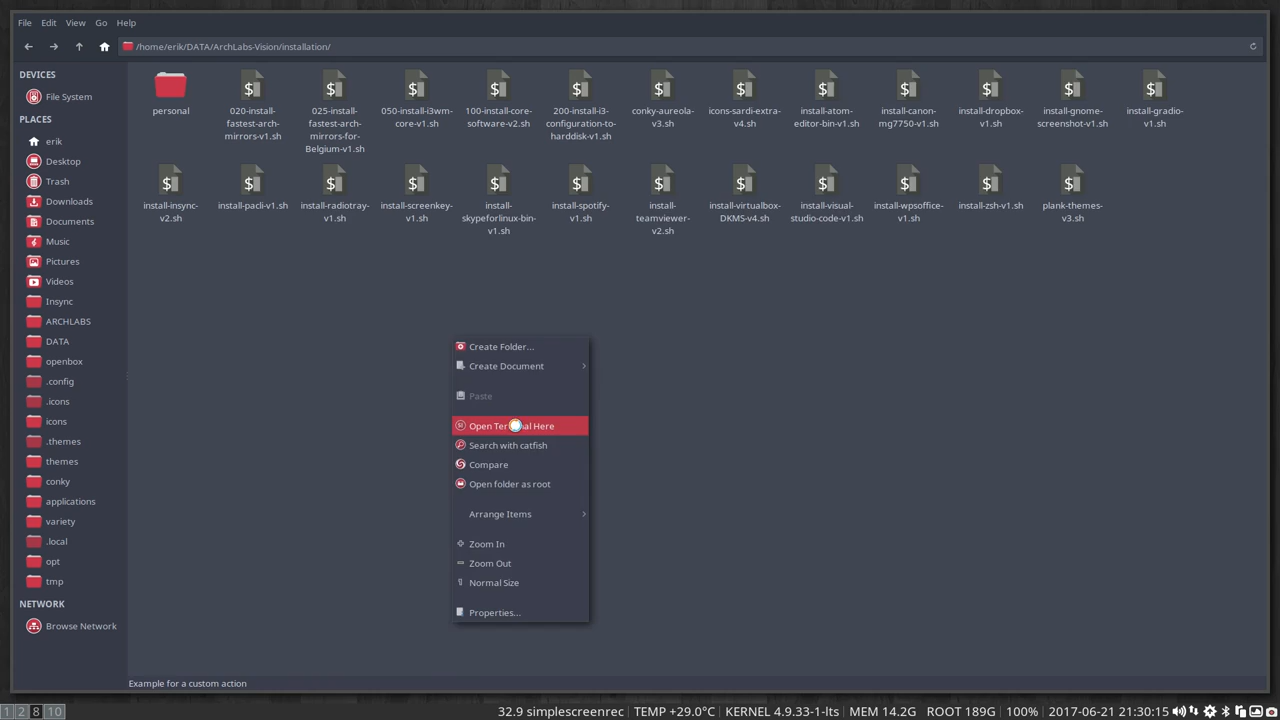 File Edit View Go Help
/home/erik/DATA/ArchLabs-Vision/installation/
DEVICES
File System
PLACES
erik
Desktop
Trash
Downloads
Documents
Music
Pictures
Videos
Insync
ARCHLABS
DATA
openbox
.config
.icons
icons
.themes
themes
conky
applications
variety
.local
opt
tmp
NETWORK
Browse Network
personal
020-install-
fastest-arch-
mirrors-v1.sh
025-install-
fastest-arch-
mirrors-for-
Belgium-v1.sh
050-install-i3wm-
core-v1.sh
100-install-core-
software-v2.sh
200-install-i3-
configuration-to-
harddisk-v1.sh
conky-aureola-
v3.sh
icons-sardi-extra-
v4.sh
install-atom-
editor-bin-v1.sh
install-canon-
mg7750-v1.sh
install-dropbox-
v1.sh
install-gnome-
screenshot-v1.sh
install-gradio-
v1.sh
install-insync-
v2.sh
install-pacli-v1.sh
install-radiotray-
v1.sh
install-screenkey-
v1.sh
install-
skypeforlinux-bin-
v1.sh
install-spotify-
v1.sh
install-
teamviewer-
v2.sh
install-virtualbox-
DKMS-v4.sh
install-visual-
studio-code-v1.sh
install-wpsoffice-
v1.sh
install-zsh-v1.sh
plank-themes-
v3.sh
Create Folder...
Create Document
Paste
Open Terminal Here
Search with catfish
Compare
Open folder as root
Arrange Items
Zoom In
Zoom Out
Normal Size
Properties...
Example for a custom action
1 2 8 10
32.9 simplescreenrec TEMP +29.0°C KERNEL 4.9.33-1-lts MEM 14.2G ROOT 189G 100% 2017-06-21 21:30:15